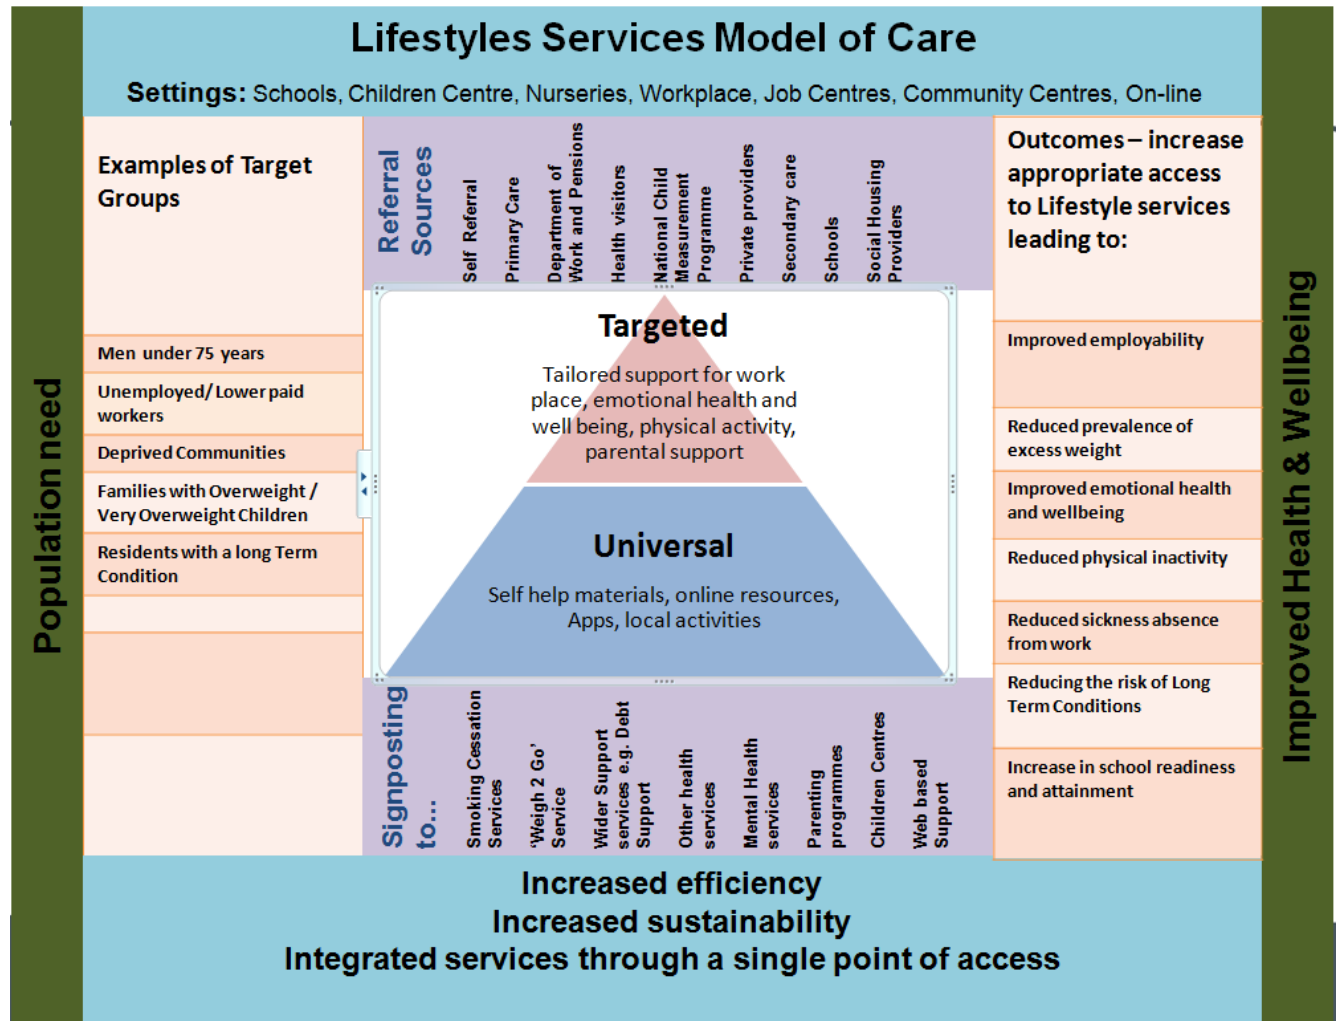 Lifestyles Services Model of Care
Settings: Schools, Children Centre, Nurseries, Workplace, Job Centres, Community Centres, On-line
Population need
Examples of Target
Groups
Men under 75 years
Unemployed/ Lower paid
workers
Deprived Communities
Families with Overweight /
Very Overweight Children
Residents with a long Term
Condition
Referral
Sources
Self Referral
Primary Care
Department of
Work and Pensions
Health visitors
National Child
Measurement
Programme
Private providers
Secondary care
Schools
Social Housing
Providers
Targeted
Tailored support for work
place, emotional health and
well being, physical activity,
parental support
Universal
Self help materials, online resources,
Apps, local activities
Signposting
to...
Smoking Cessation
Services
‘Weigh 2 Go’
Service
Wider Support
services e.g. Debt
Support
Other health
services
Mental Health
services
Parenting
programmes
Children Centres
Web based
Support
Outcomes – increase
appropriate access
to Lifestyle services
leading to:
Improved employability
Reduced prevalence of
excess weight
Improved emotional health
and wellbeing
Reduced physical inactivity
Reduced sickness absence
from work
Reducing the risk of Long
Term Conditions
Increase in school readiness
and attainment
Improved Health & Wellbeing
Increased efficiency
Increased sustainability
Integrated services through a single point of access